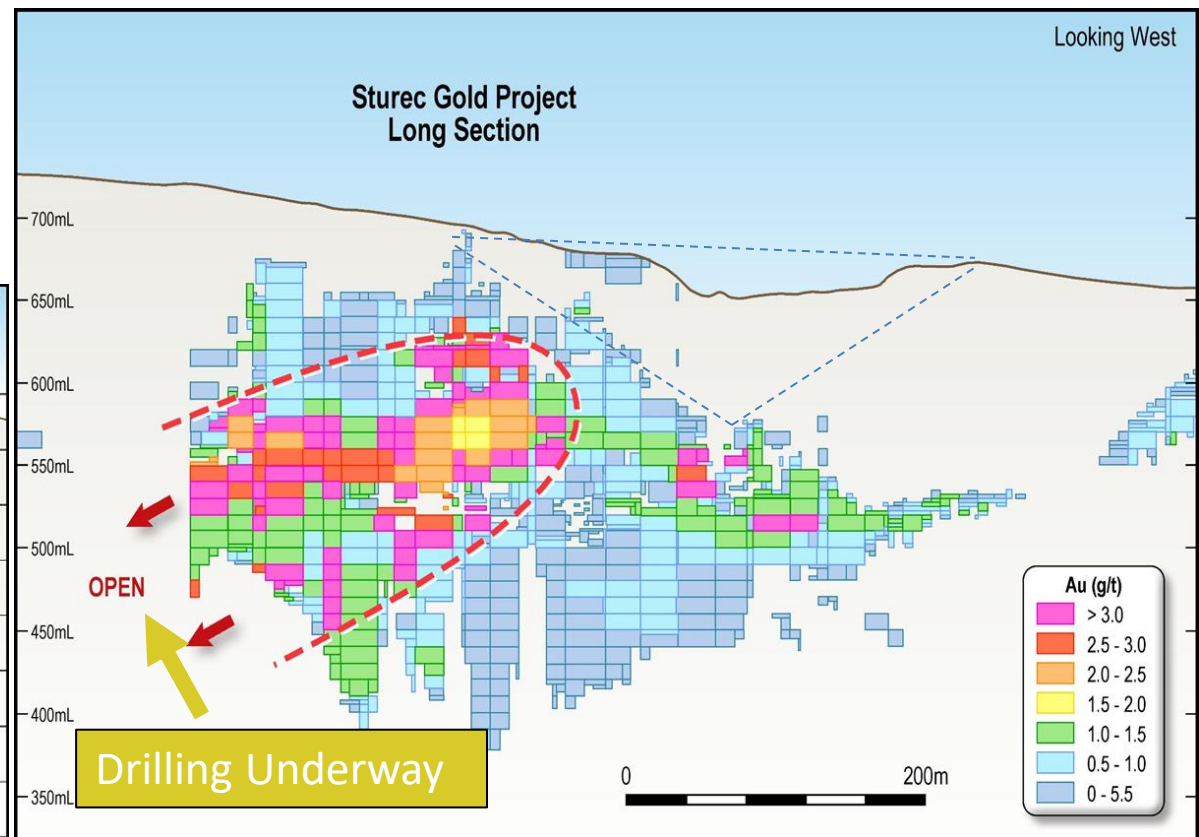 Looking West
Sturec Gold Project
Long Section
700mL
650mL
600mL
550mL
500mL
450mL
400mL
350mL
OPEN
Drilling Underway
0 200m
Au (g/t)
> 3.0
2.5 - 3.0
2.0 - 2.5
1.5 - 2.0
1.0 - 1.5
0.5 - 1.0
0 - 5.5